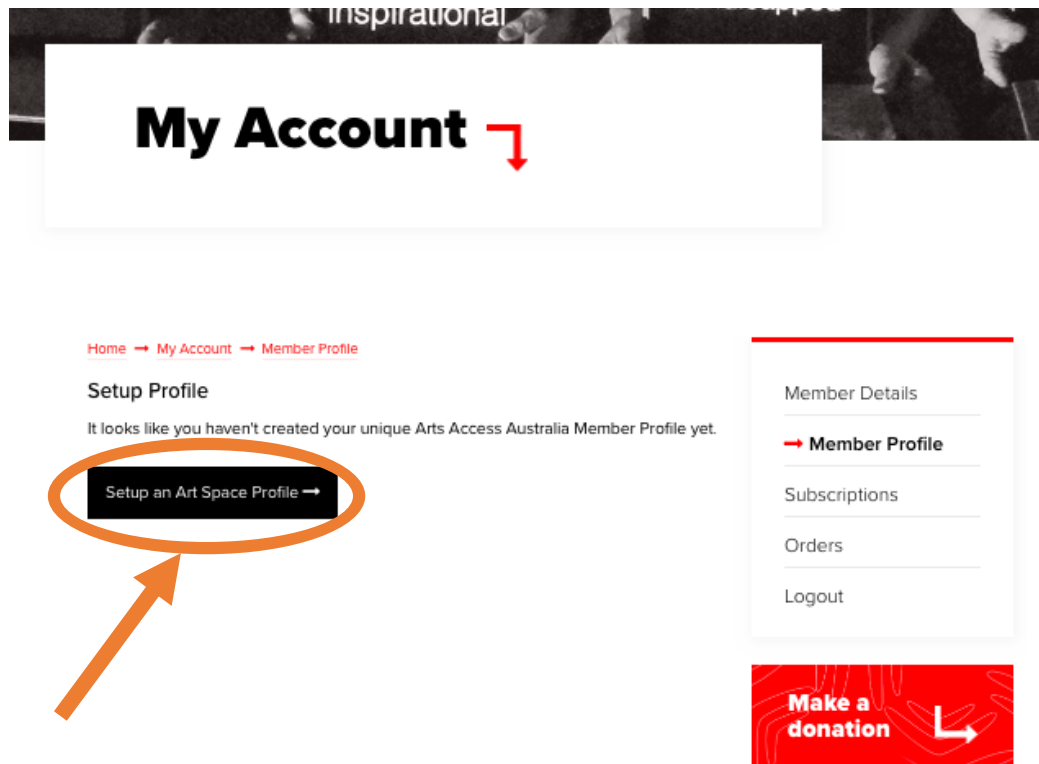 inspirational
My Account
Home → My Account → Member Profile
Setup Profile
It looks like you haven't created your unique Arts Access Australia Member Profile yet.
Setup an Art Space Profile →
Member Details
→ Member Profile
Subscriptions
Orders
Logout
Make a
donation